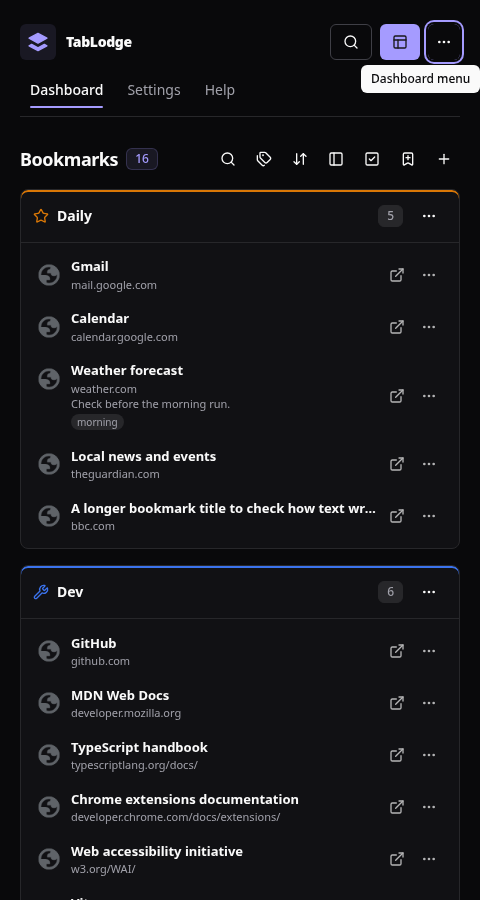 TabLodge
Dashboard menu
Dashboard Settings Help
Bookmarks 16
Daily 5
Gmail
mail.google.com
Calendar
calendar.google.com
Weather forecast
weather.com
Check before the morning run.
morning
Local news and events
theguardian.com
A longer bookmark title to check how text wr...
bbc.com
Dev 6
GitHub
github.com
MDN Web Docs
developer.mozilla.org
TypeScript handbook
typescriptlang.org/docs/
Chrome extensions documentation
developer.chrome.com/docs/extensions/
Web accessibility initiative
w3.org/WAI/